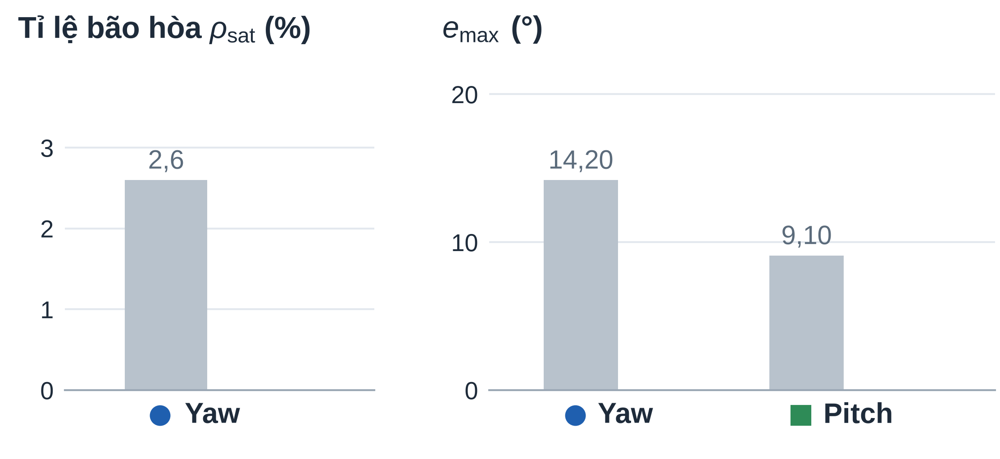 Tỉ lệ bão hòa ρsat (%)
3
2,6
2
1
0
Yaw
emax (°)
20
14,20
10
9,10
0
Yaw
Pitch